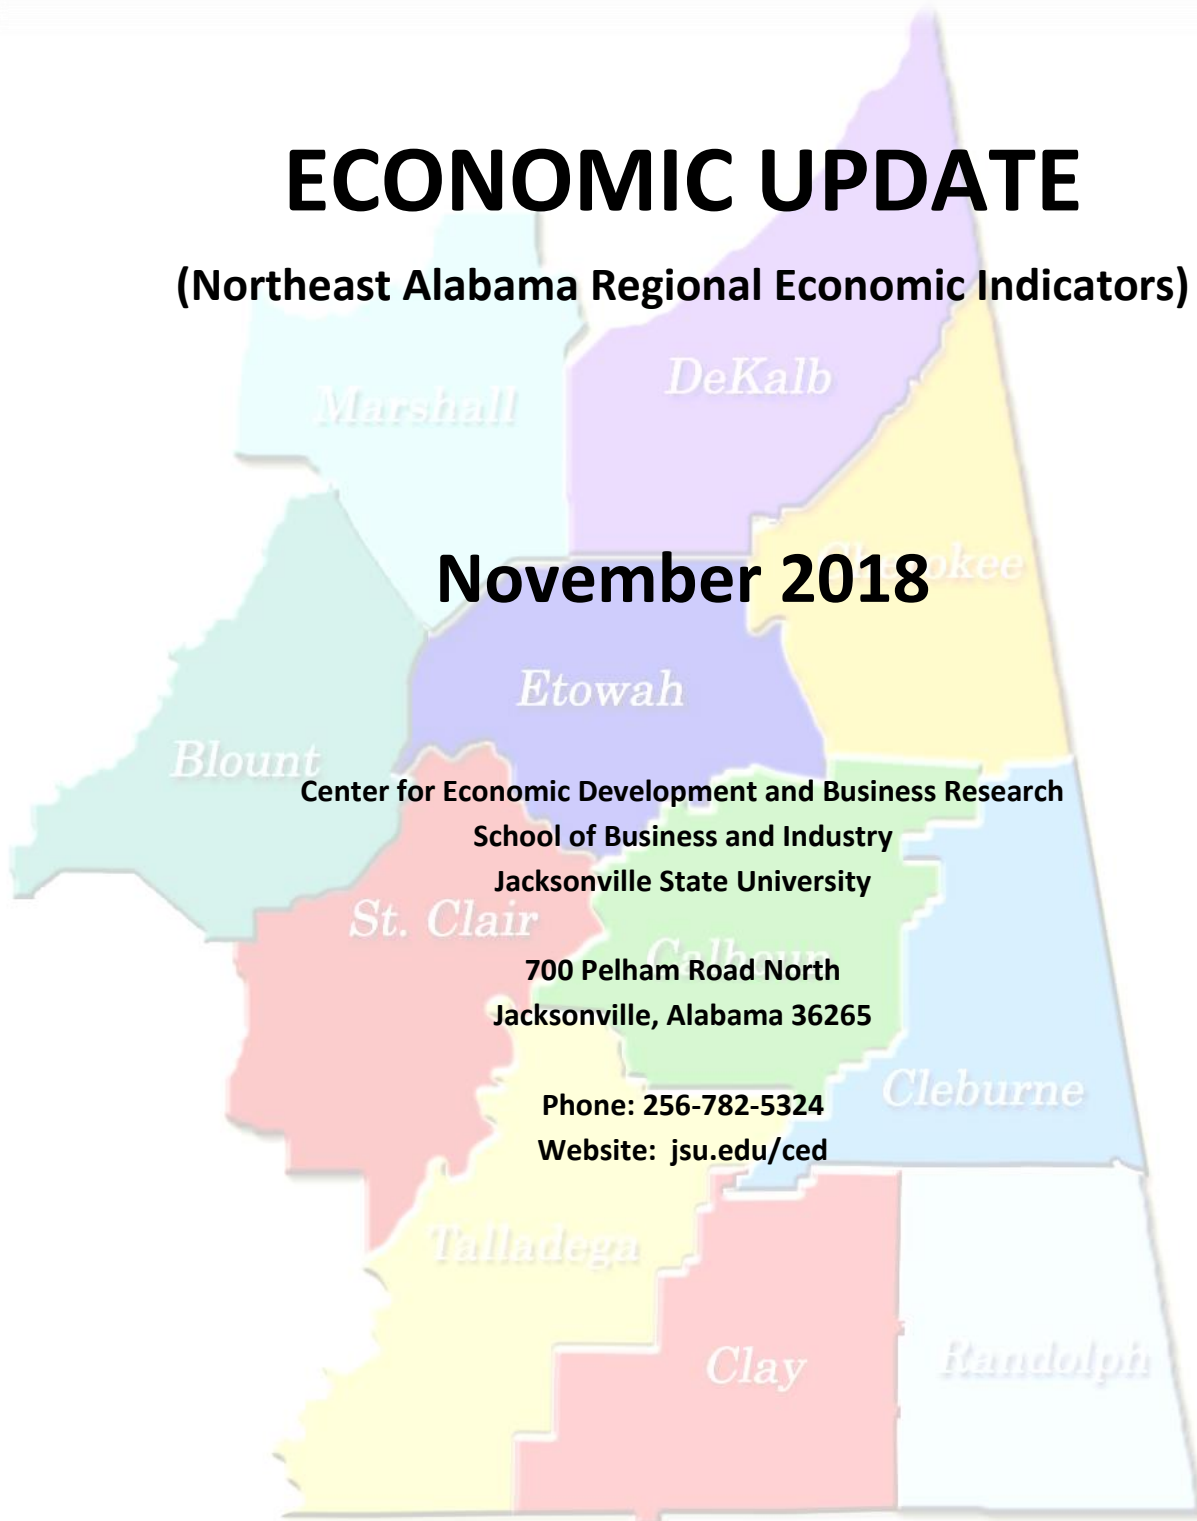 ECONOMIC UPDATE
(Northeast Alabama Regional Economic Indicators)
Marshall
DeKalb
Cherokee
November 2018
Etowah
Blount
Center for Economic Development and Business Research
School of Business and Industry
Jacksonville State University
St. Clair
Calhoun
700 Pelham Road North
Jacksonville, Alabama 36265
Cleburne
Phone: 256-782-5324
Website: jsu.edu/ced
Talladega
Clay
Randolph